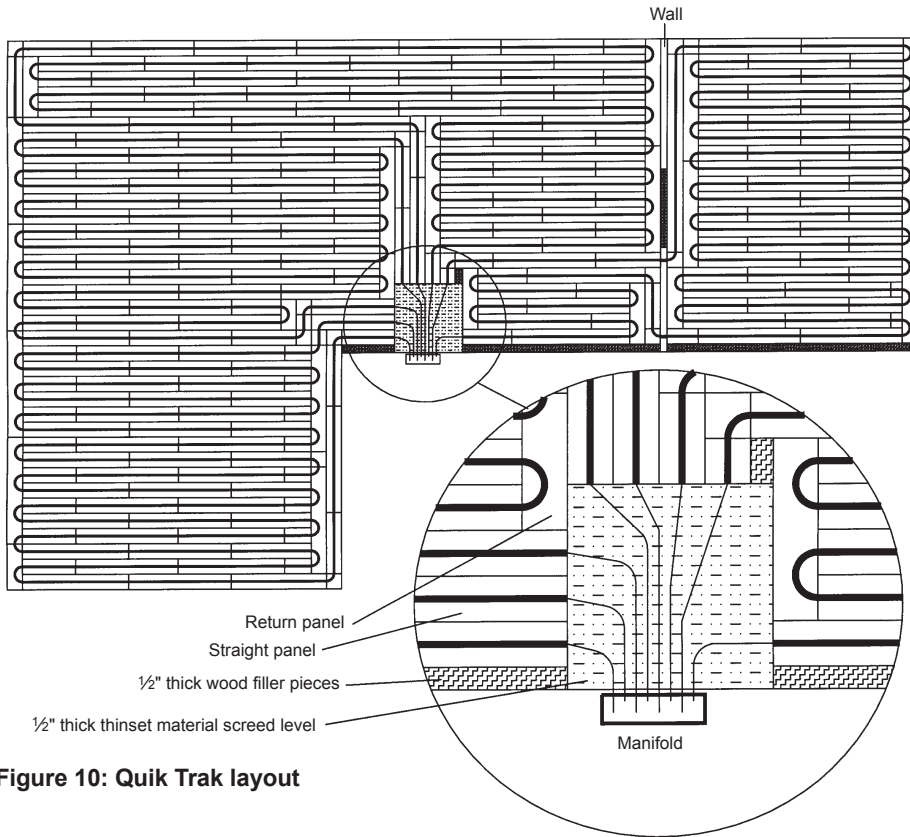 Wall
Return panel
Straight panel
½" thick wood filler pieces
½" thick thinset material screed level
Manifold
Figure 10: Quik Trak layout